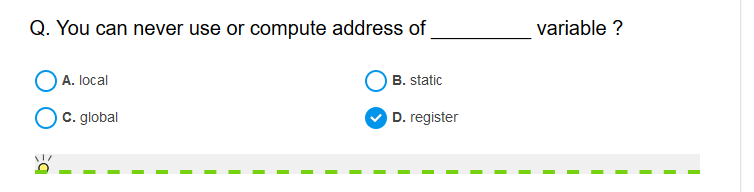 Q. You can never use or compute address of _________ variable ?
A. local
B. static
C. global
D. register